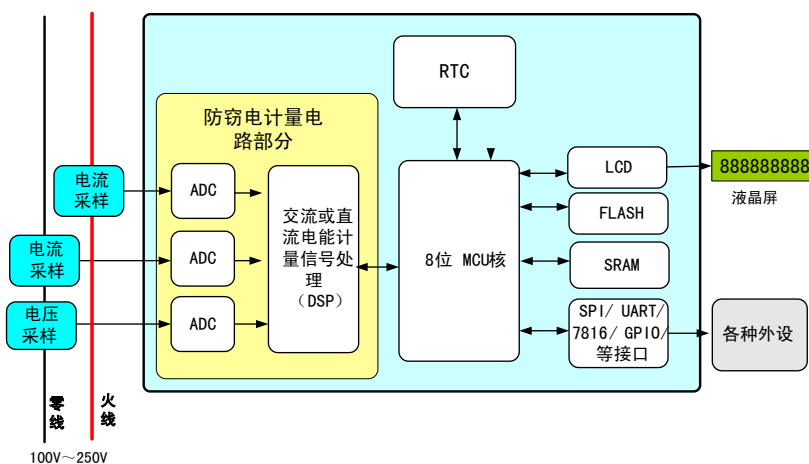 RTC
防窃电计量电
路部分
电流
采样
ADC
交流或直
流电能计
量信号处
理
（DSP）
电流
采样
ADC
电压
采样
ADC
8位 MCU核
LCD
888888888
液晶屏
FLASH
SRAM
SPI/ UART/
7816/ GPIO/
等接口
各种外设
零
线
火
线
100V～250V